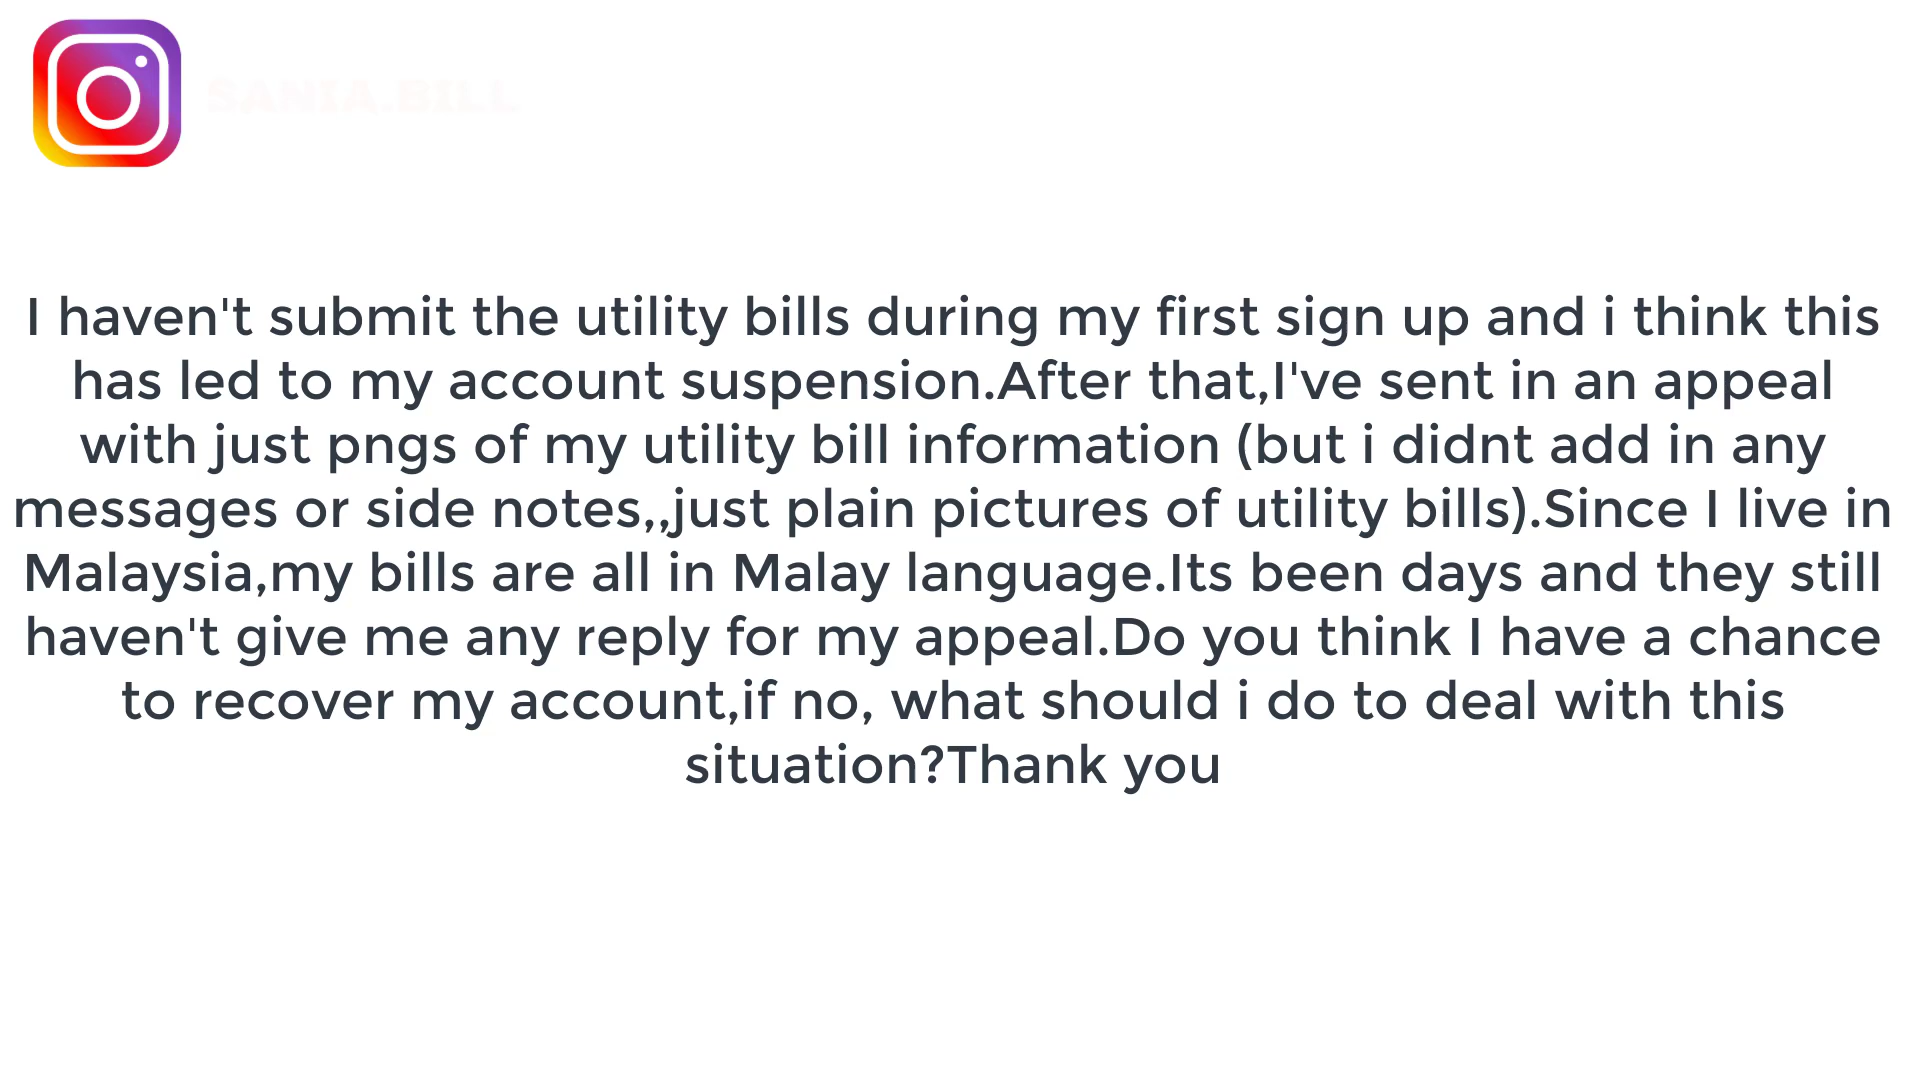 SANIA.BILL
I haven't submit the utility bills during my first sign up and i think this
has led to my account suspension.After that,I've sent in an appeal
with just pngs of my utility bill information (but i didnt add in any
messages or side notes,,just plain pictures of utility bills).Since I live in
Malaysia,my bills are all in Malay language.Its been days and they still
haven't give me any reply for my appeal.Do you think I have a chance
to recover my account,if no, what should i do to deal with this
situation?Thank you